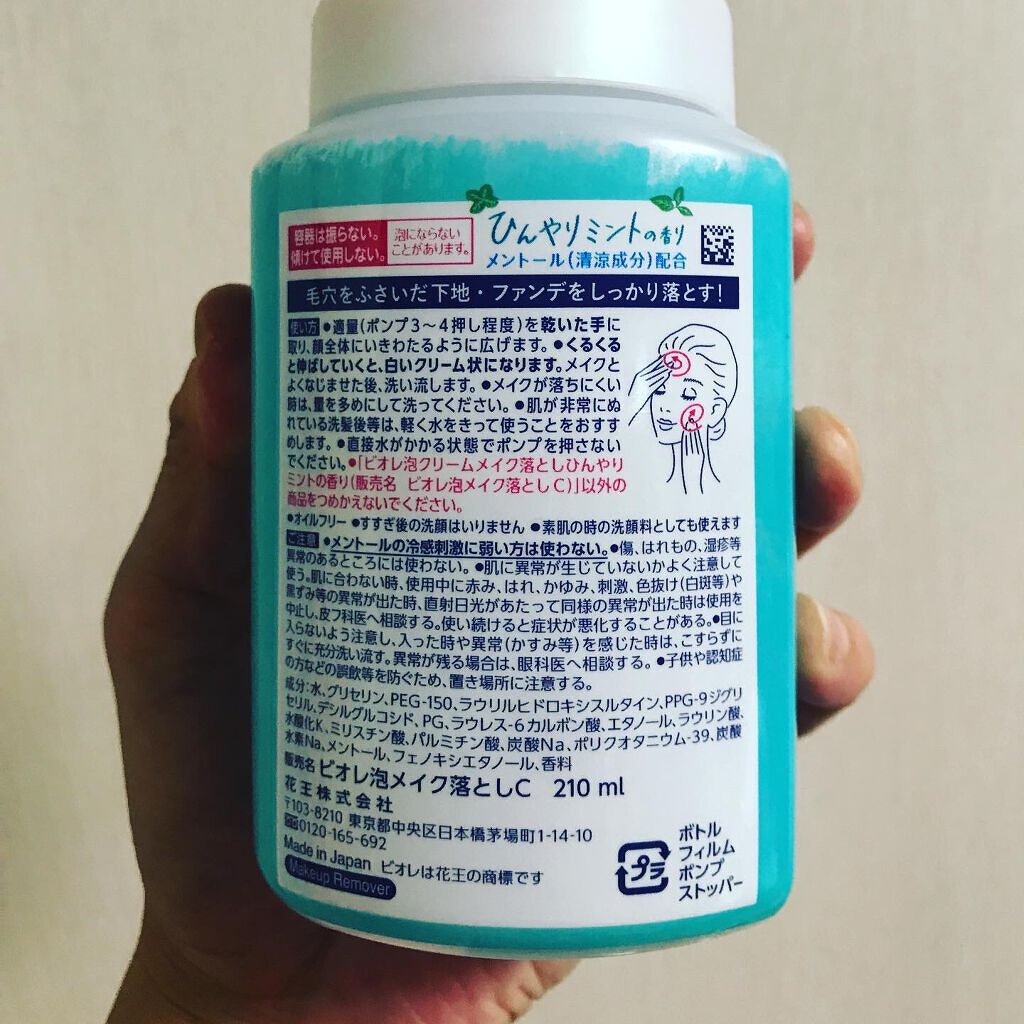 容器は振らない。
傾けて使用しない。
泡にならない
ことがあります。
ひんやりミントの香り
メントール(清涼成分)配合
毛穴をふさいだ下地・ファンデをしっかり落とす!
使い方 ●適量(ポンプ3〜4押し程度)を乾いた手に
取り、顔全体にいきわたるように広げます。●くるくる
と伸ばしていくと、白いクリーム状になります。メイクと
よくなじませた後、洗い流します。●メイクが落ちにくい
時は、量を多めにして洗ってください。●肌が非常にぬ
れている洗髪後等は、軽く水をきって使うことをおすす
めします。●直接水がかかる状態でポンプを押さない
でください。●「ビオレ泡クリームメイク落としひんやり
ミントの香り(販売名 ビオレ泡メイク落としC)」以外の
商品をつめかえないでください。
●オイルフリー ●すすぎ後の洗顔はいりません ●素肌の時の洗顔料としても使えます
ご注意 ●メントールの冷感刺激に弱い方は使わない。●傷、はれもの、湿疹等
異常のあるところには使わない。●肌に異常が生じていないかよく注意して
使う。肌に合わない時、使用中に赤み、はれ、かゆみ、刺激、色抜け(白斑等)や
黒ずみ等の異常が出た時、直射日光があたって同様の異常が出た時は使用を
中止し、皮フ科医へ相談する。使い続けると症状が悪化することがある。●目に
入らないよう注意し、入った時や異常(かすみ等)を感じた時は、こすらずに
すぐに充分洗い流す。異常が残る場合は、眼科医へ相談する。●子供や認知症
の方などの誤飲等を防ぐため、置き場所に注意する。
成分:水、グリセリン、PEG-150、ラウリルヒドロキシスルタイン、PPG-9ジグリ
セリル、デシルグルコシド、PG、ラウレス-6カルボン酸、エタノール、ラウリン酸、
水酸化K、ミリスチン酸、パルミチン酸、炭酸Na、ポリクオタニウム-39、炭酸
水素Na、メントール、フェノキシエタノール、香料
販売名 ビオレ泡メイク落としC 210 ml
花王株式会社
〒103-8210 東京都中央区日本橋茅場町1-14-10
0120-165-692
Made in Japan ビオレは花王の商標です
Makeup Remover
プラ
ボトル
フィルム
ポンプ
ストッパー